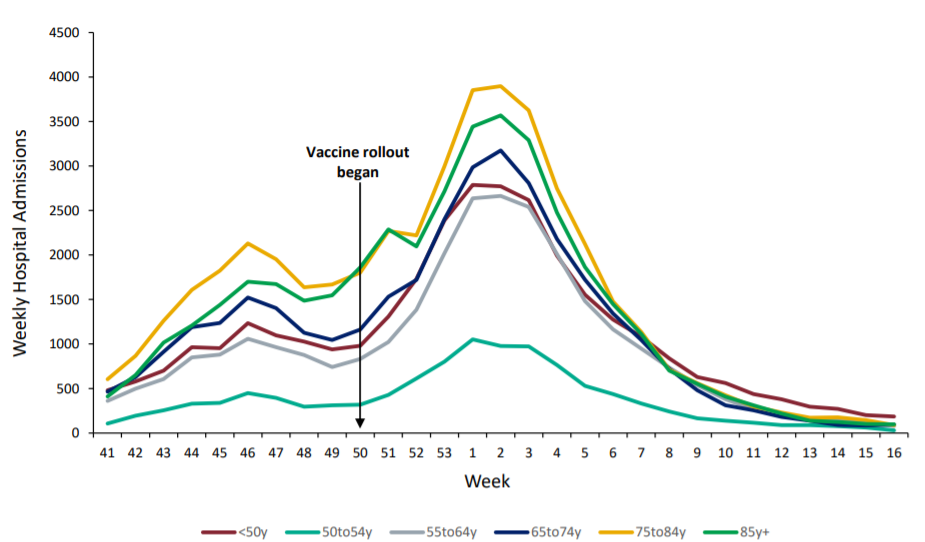 4500
4000
3500
3000
2500
2000
1500
1000
500
0
Weekly Hospital Admissions
Vaccine rollout
began
41 42 43 44 45 46 47 48 49 50 51 52 53 1 2 3 4 5 6 7 8 9 10 11 12 13 14 15 16
Week
<50y 50to54y 55to64y 65to74y 75to84y 85y+